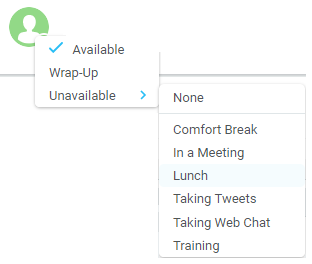 Available
Wrap-Up
Unavailable
None
Comfort Break
In a Meeting
Lunch
Taking Tweets
Taking Web Chat
Training